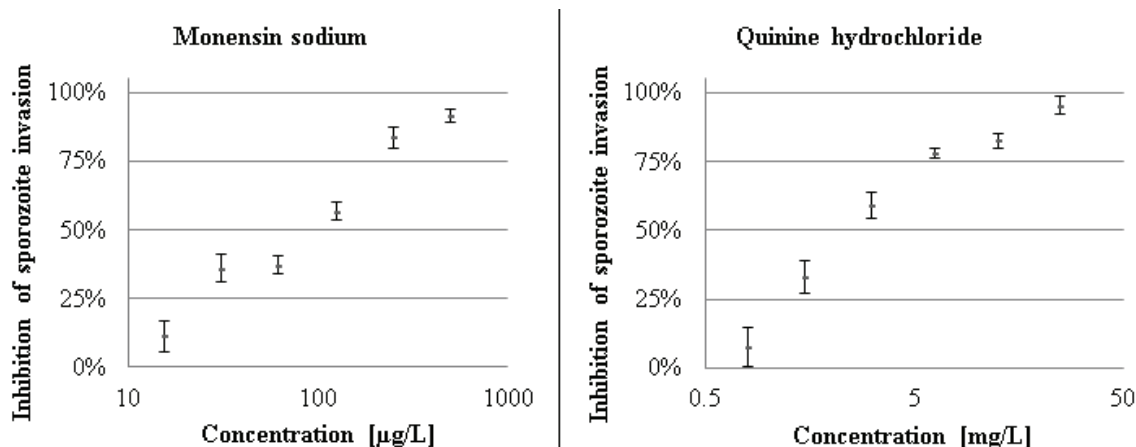 Monensin sodium
Inhibition of sporozoite invasion
100%
75%
50%
25%
0%
10
100
1000
Concentration [µg/L]
Quinine hydrochloride
Inhibition of sporozoite invasion
100%
75%
50%
25%
0%
0.5
5
50
Concentration [mg/L]